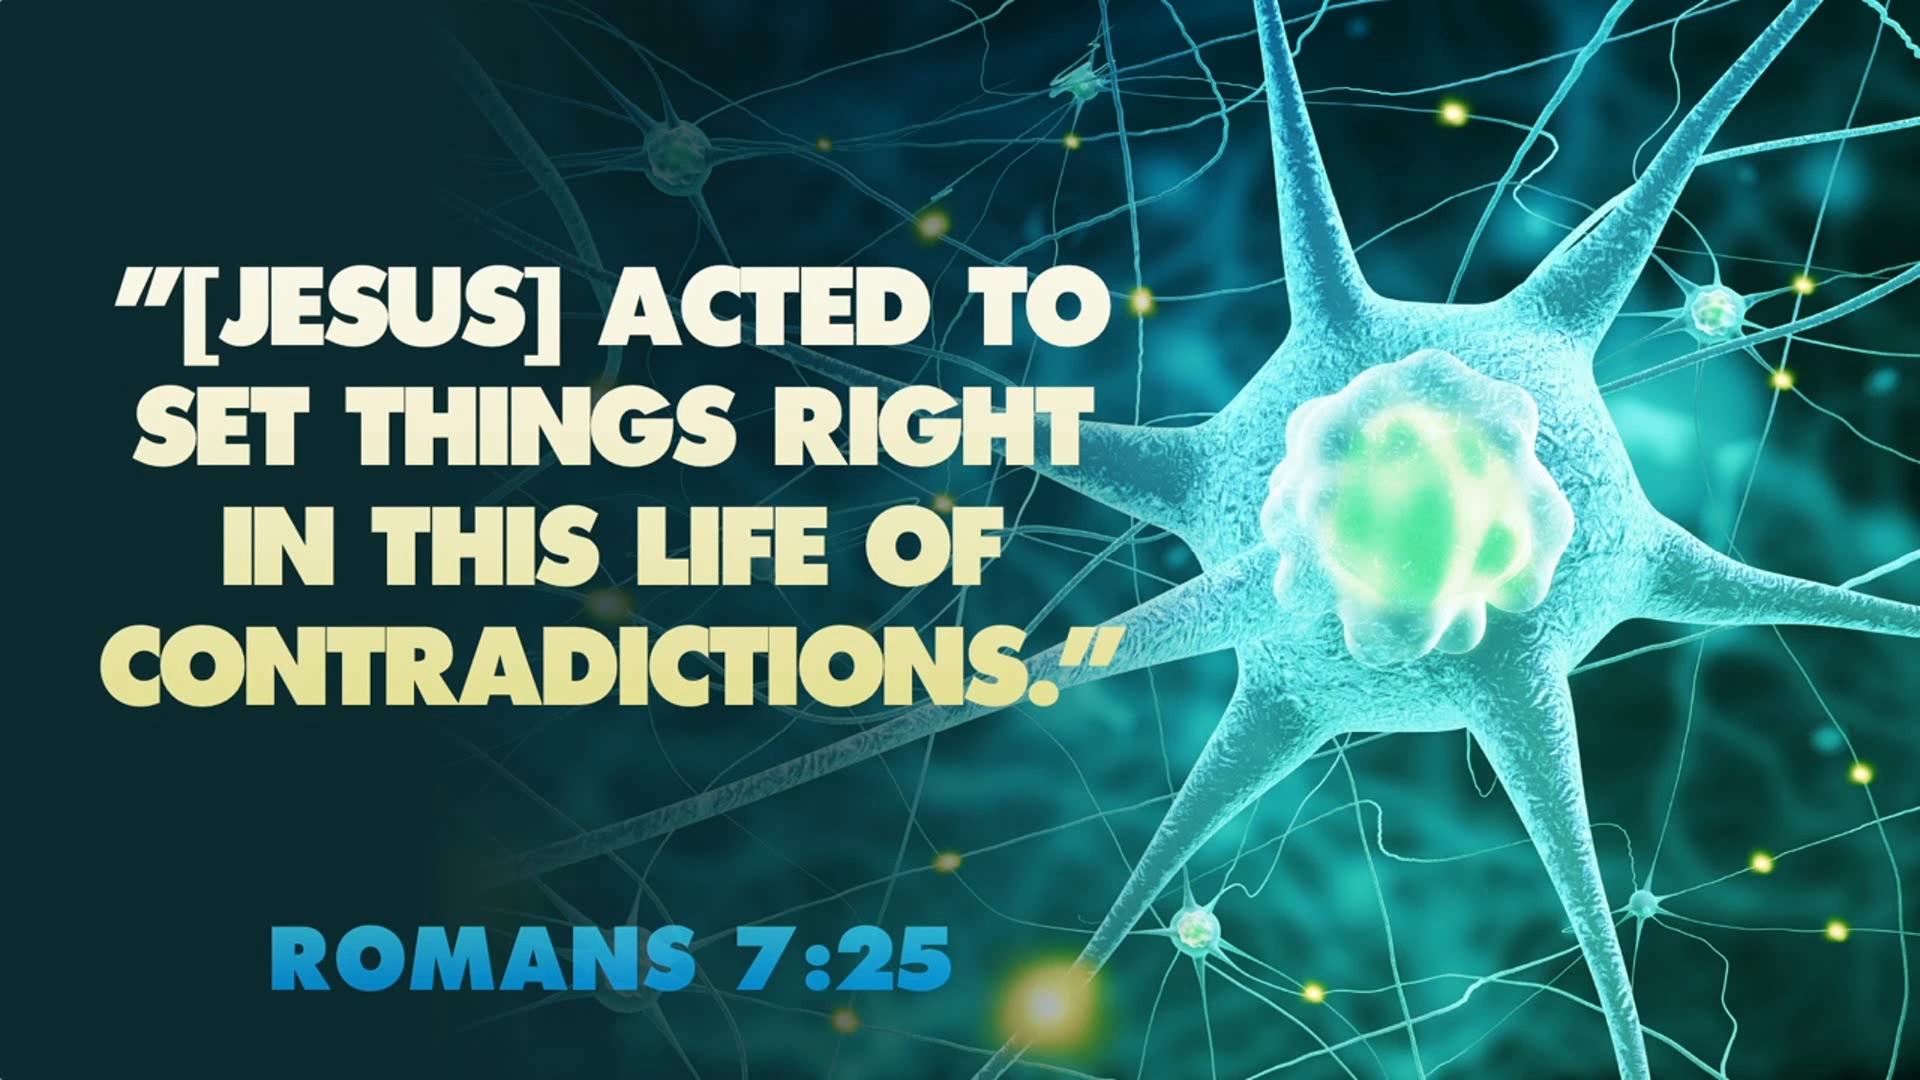 "[JESUS] ACTED TO
SET THINGS RIGHT
IN THIS LIFE OF
CONTRADICTIONS."
ROMANS 7:25